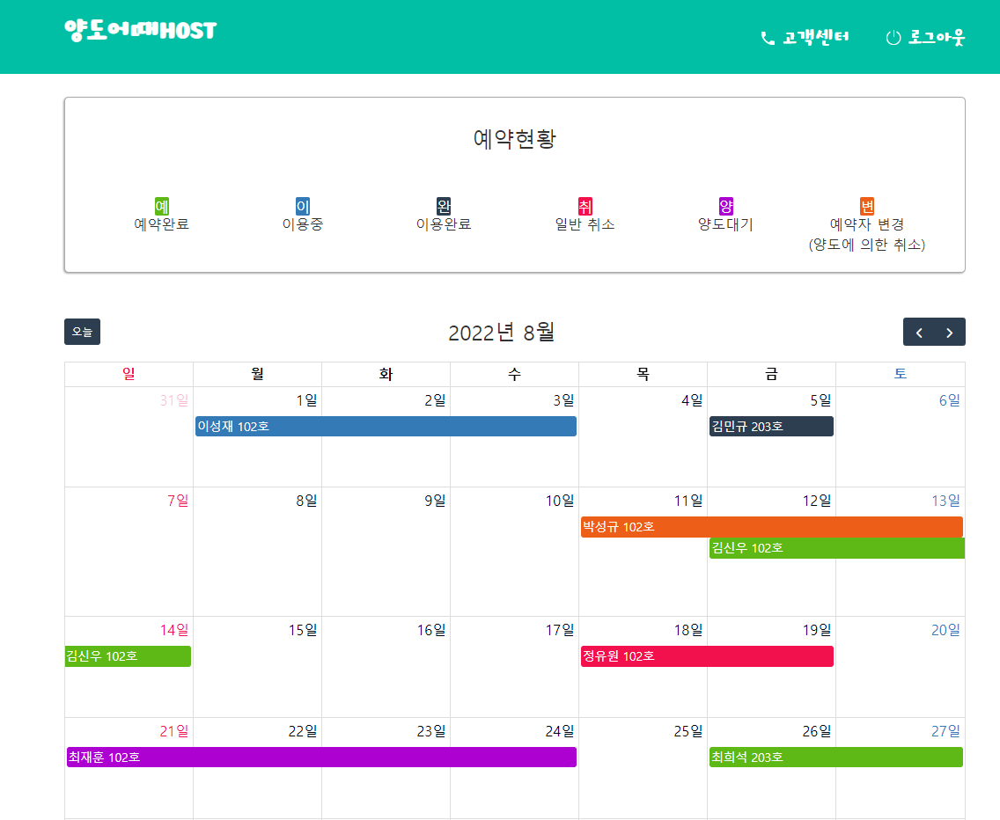 양도어때HOST
고객센터 로그아웃
예약현황
예 이 완 취 양 변
예약완료 이용중 이용완료 일반 취소 양도대기 예약자 변경
(양도에 의한 취소)
오늘 2022년 8월
일 월 화 수 목 금 토
31일 1일 2일 3일 4일 5일 6일
이성재 102호 김민규 203호
7일 8일 9일 10일 11일 12일 13일
박성규 102호
김신우 102호
14일 15일 16일 17일 18일 19일 20일
김신우 102호 정유원 102호
21일 22일 23일 24일 25일 26일 27일
최재훈 102호 최희석 203호